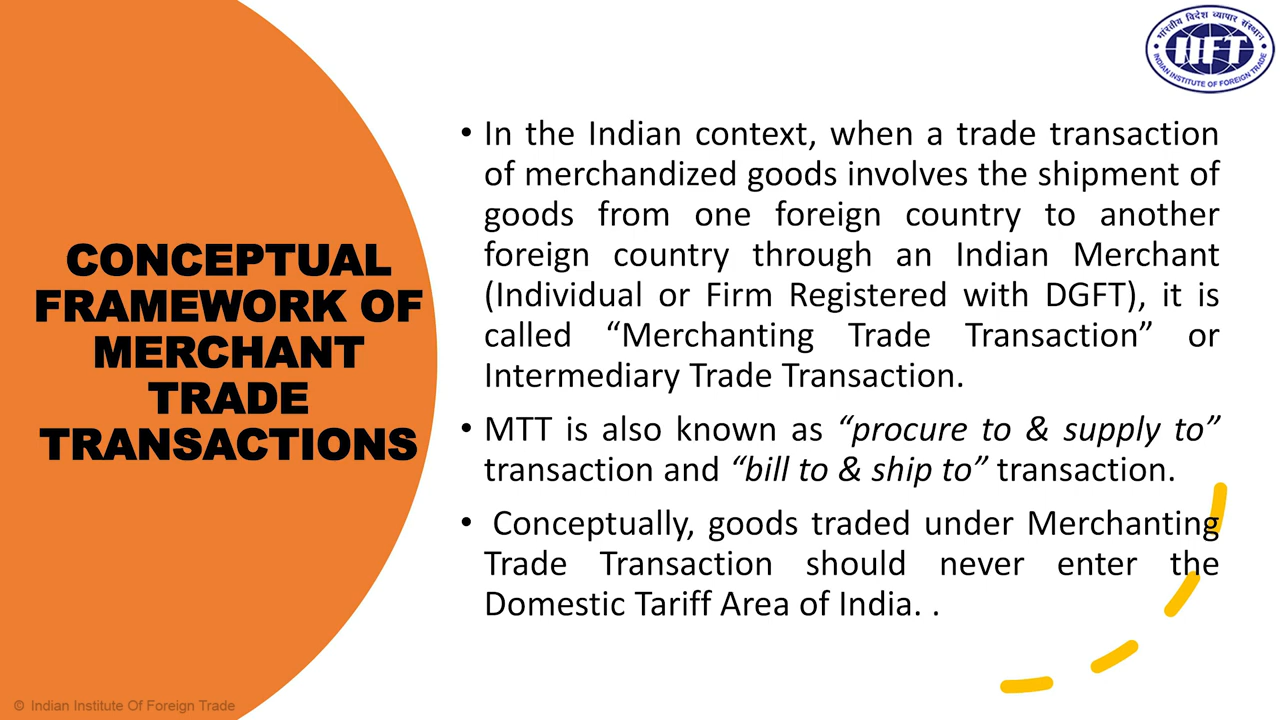 भारतीय विदेश व्यापार संस्थान
IIFT
INDIAN INSTITUTE OF FOREIGN TRADE
CONCEPTUAL
FRAMEWORK OF
MERCHANT
TRADE
TRANSACTIONS
• In the Indian context, when a trade transaction
of merchandized goods involves the shipment of
goods from one foreign country to another
foreign country through an Indian Merchant
(Individual or Firm Registered with DGFT), it is
called “Merchanting Trade Transaction” or
Intermediary Trade Transaction.
• MTT is also known as “procure to & supply to”
transaction and “bill to & ship to” transaction.
• Conceptually, goods traded under Merchanting
Trade Transaction should never enter the
Domestic Tariff Area of India. .
© Indian Institute Of Foreign Trade